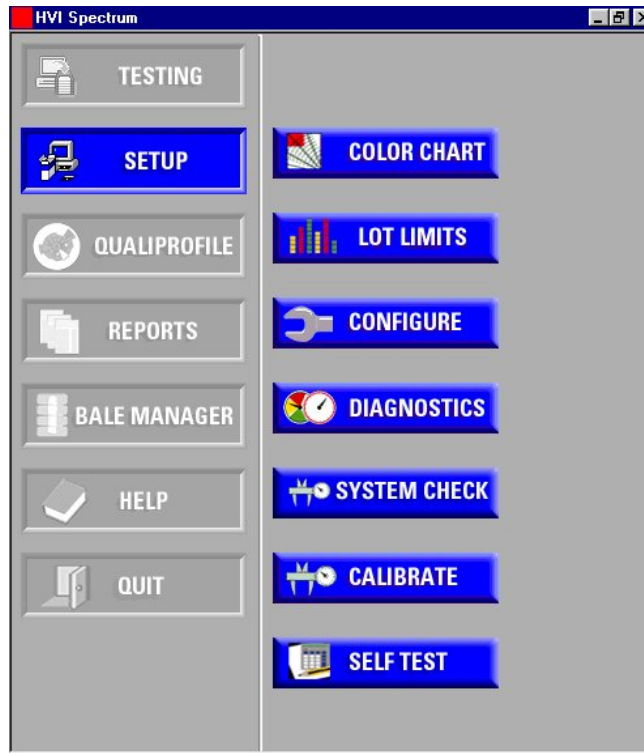 HVI Spectrum
TESTING
SETUP
QUALIPROFILE
REPORTS
BALE MANAGER
HELP
QUIT
COLOR CHART
LOT LIMITS
CONFIGURE
DIAGNOSTICS
SYSTEM CHECK
CALIBRATE
SELF TEST